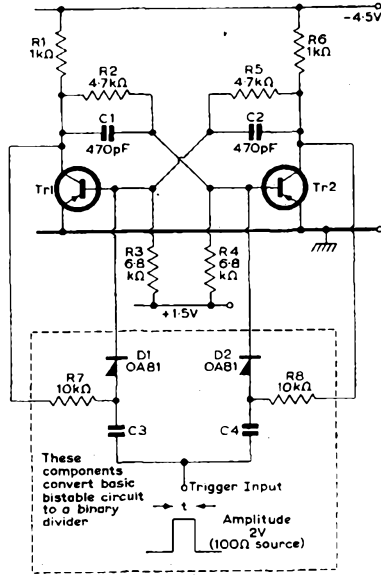 −4.5V
R1
1kΩ
R6
1kΩ
R2
4.7kΩ
R5
4.7kΩ
C1
470pF
C2
470pF
Tr1
Tr2
R3
6.8
kΩ
R4
6.8
kΩ
+1.5V
D1
OA81
D2
OA81
R7
10kΩ
R8
10kΩ
C3
C4
These
components
convert basic
bistable circuit
to a binary
divider
Trigger Input
t
Amplitude
2V
(100Ω source)